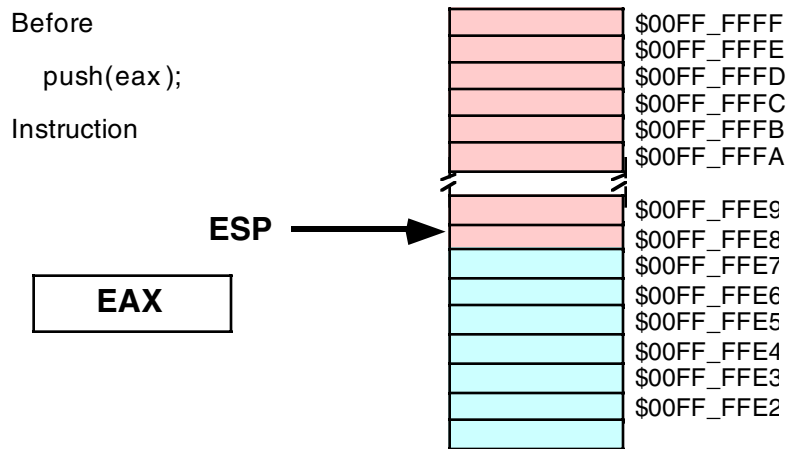 Before
push(eax);
Instruction
ESP
EAX
$00FF_FFFF
$00FF_FFFE
$00FF_FFFD
$00FF_FFFC
$00FF_FFFB
$00FF_FFFA
$00FF_FFE9
$00FF_FFE8
$00FF_FFE7
$00FF_FFE6
$00FF_FFE5
$00FF_FFE4
$00FF_FFE3
$00FF_FFE2